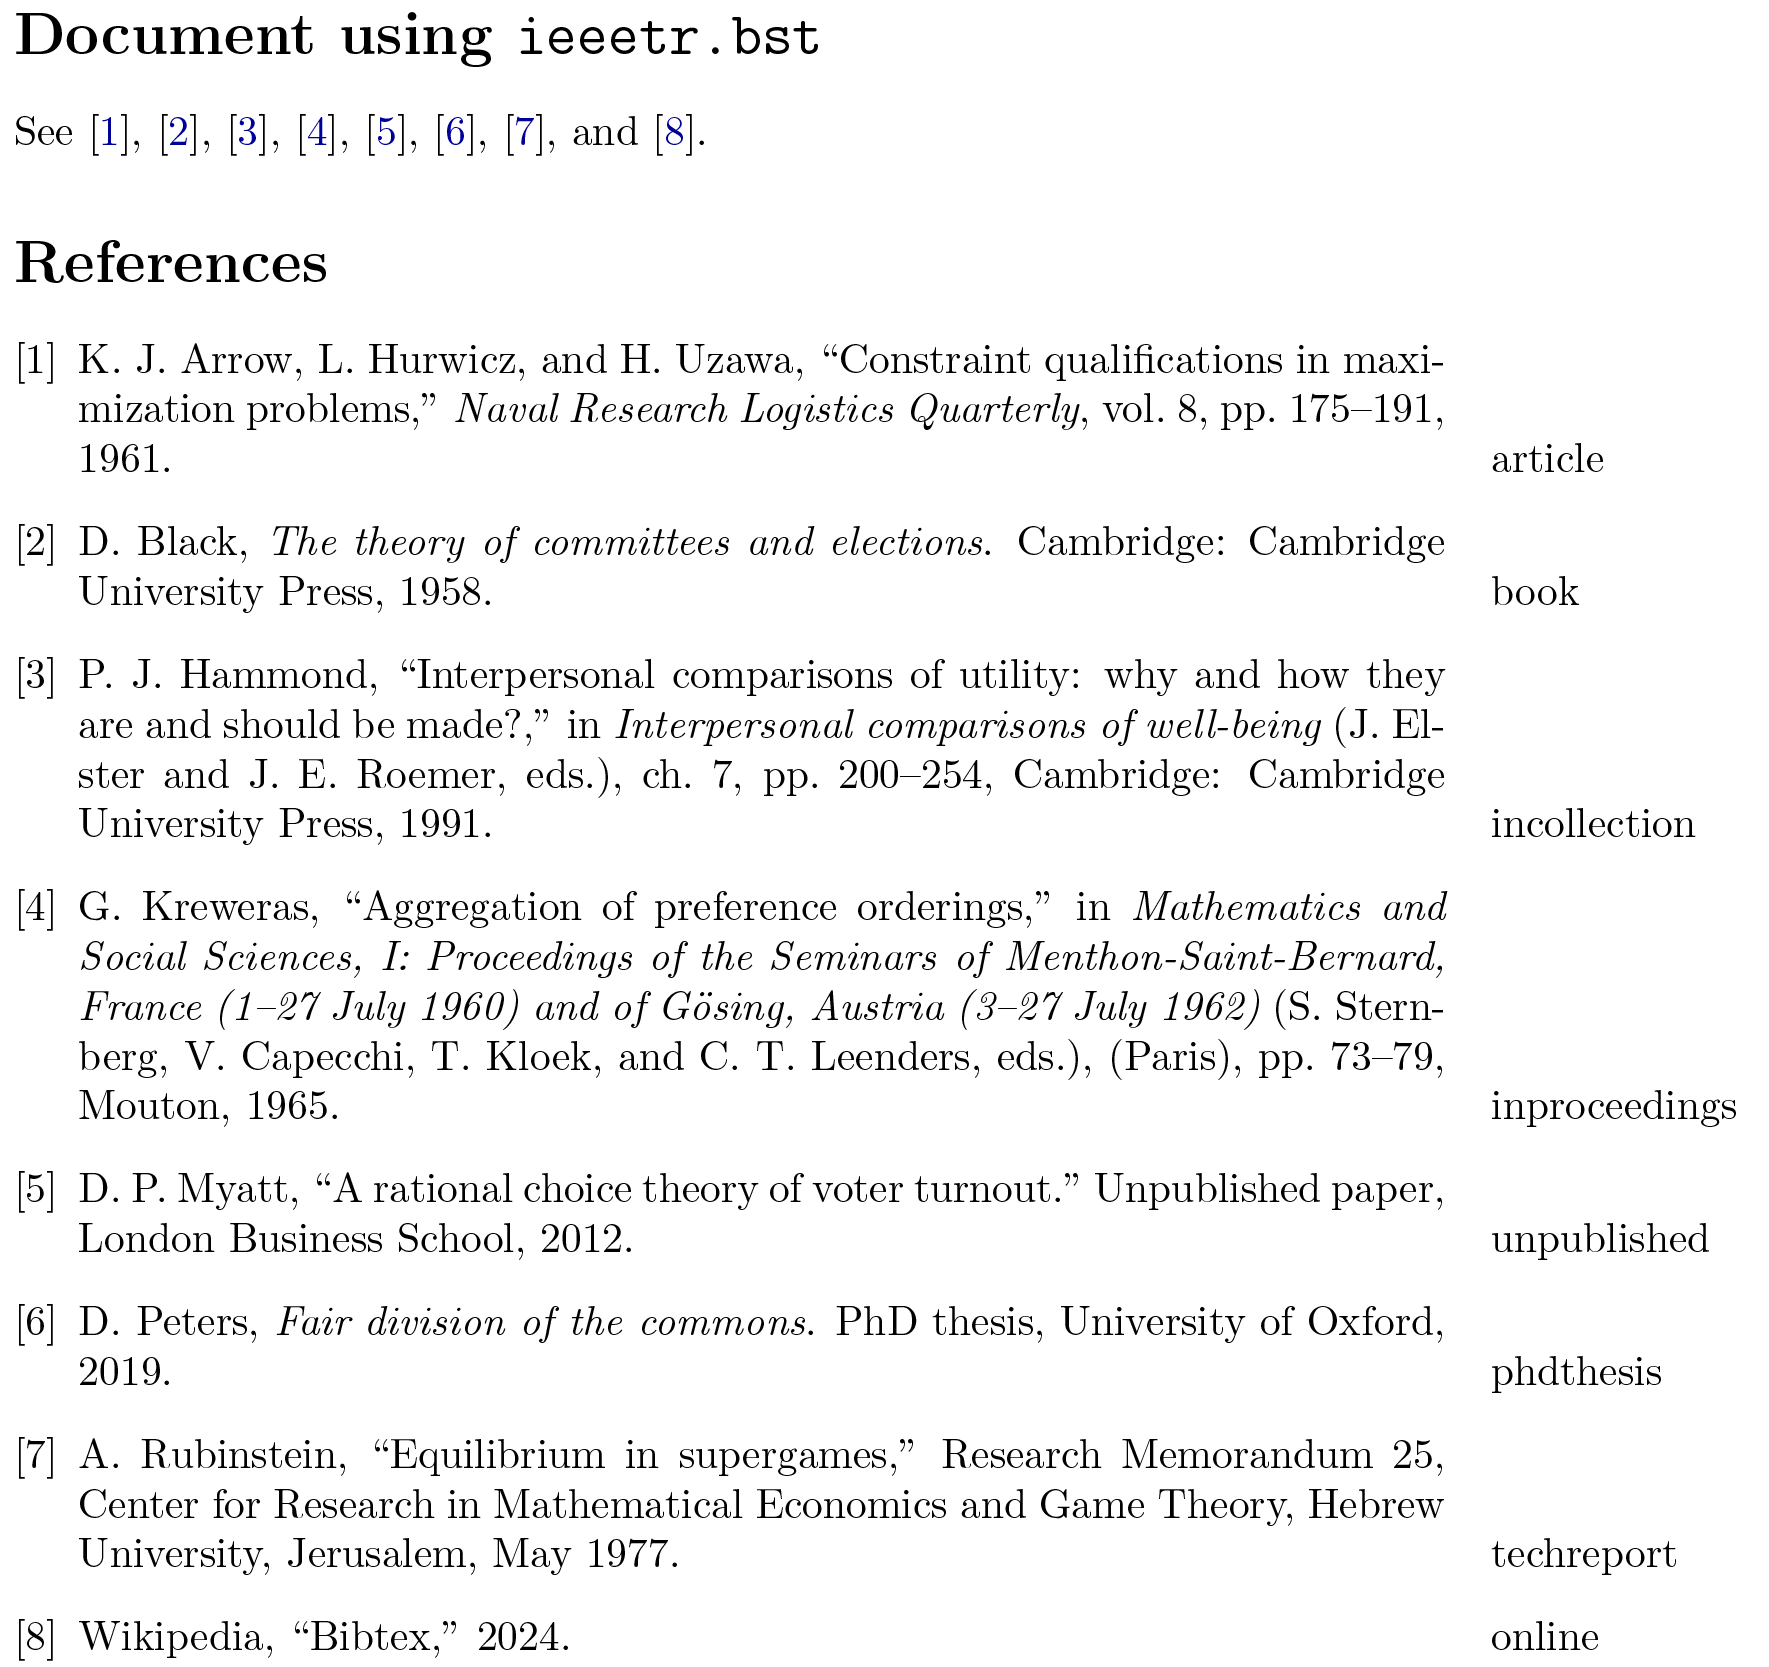 Document using ieeetr.bst
See [1], [2], [3], [4], [5], [6], [7], and [8].
References
[1] K. J. Arrow, L. Hurwicz, and H. Uzawa, “Constraint qualifications in maxi-
mization problems,” Naval Research Logistics Quarterly, vol. 8, pp. 175–191,
1961. article
[2] D. Black, The theory of committees and elections. Cambridge: Cambridge
University Press, 1958. book
[3] P. J. Hammond, “Interpersonal comparisons of utility: why and how they
are and should be made?,” in Interpersonal comparisons of well-being (J. El-
ster and J. E. Roemer, eds.), ch. 7, pp. 200–254, Cambridge: Cambridge
University Press, 1991. incollection
[4] G. Kreweras, “Aggregation of preference orderings,” in Mathematics and
Social Sciences, I: Proceedings of the Seminars of Menthon-Saint-Bernard,
France (1–27 July 1960) and of Gösing, Austria (3–27 July 1962) (S. Stern-
berg, V. Capecchi, T. Kloek, and C. T. Leenders, eds.), (Paris), pp. 73–79,
Mouton, 1965. inproceedings
[5] D. P. Myatt, “A rational choice theory of voter turnout.” Unpublished paper,
London Business School, 2012. unpublished
[6] D. Peters, Fair division of the commons. PhD thesis, University of Oxford,
2019. phdthesis
[7] A. Rubinstein, “Equilibrium in supergames,” Research Memorandum 25,
Center for Research in Mathematical Economics and Game Theory, Hebrew
University, Jerusalem, May 1977. techreport
[8] Wikipedia, “Bibtex,” 2024. online